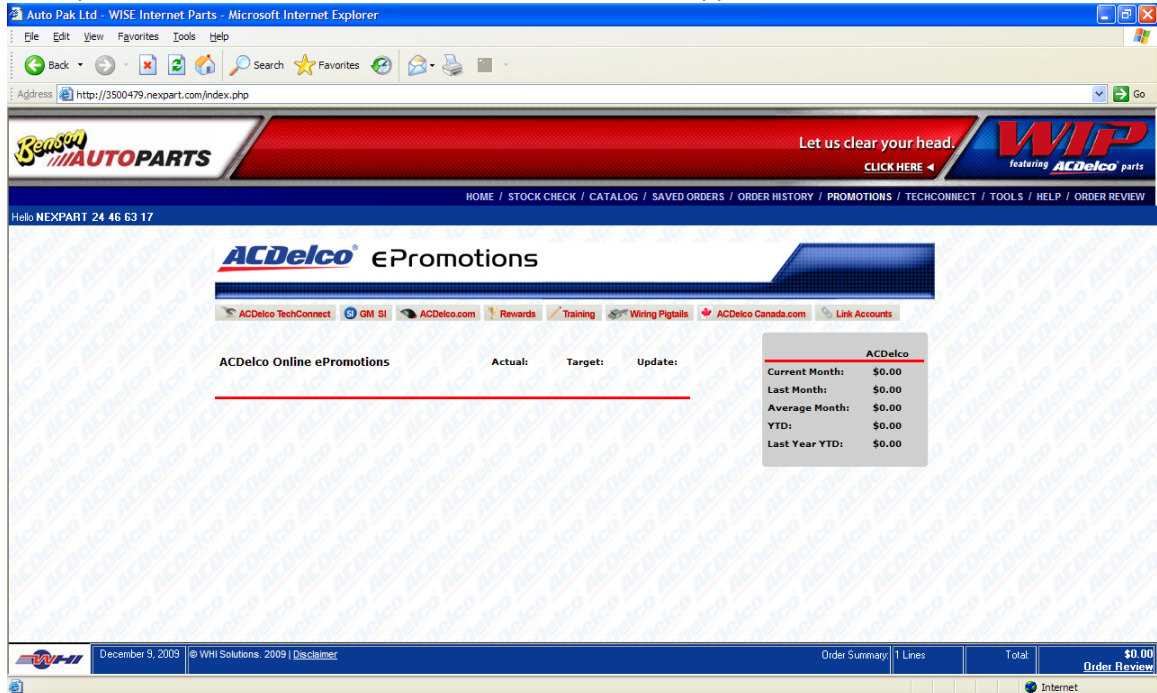 Auto Pak Ltd - WISE Internet Parts - Microsoft Internet Explorer
File Edit View Favorites Tools Help
Back Search Favorites
Address http://3500479.nexpart.com/index.php Go
Benson AUTOPARTS
Let us clear your head.
CLICK HERE
WIP
featuring ACDelco parts
HOME / STOCK CHECK / CATALOG / SAVED ORDERS / ORDER HISTORY / PROMOTIONS / TECHCONNECT / TOOLS / HELP / ORDER REVIEW
Hello NEXPART 24 46 63 17
ACDelco® ePromotions
ACDelco TechConnect SI GM SI ACDelco.com Rewards Training Wiring Pigtails ACDelco Canada.com Link Accounts
ACDelco Online ePromotions Actual: Target: Update:
ACDelco
Current Month: $0.00
Last Month: $0.00
Average Month: $0.00
YTD: $0.00
Last Year YTD: $0.00
WHI December 9, 2009 © WHI Solutions. 2009 | Disclaimer Order Summary: 1 Lines Total: $0.00
Order Review
Internet